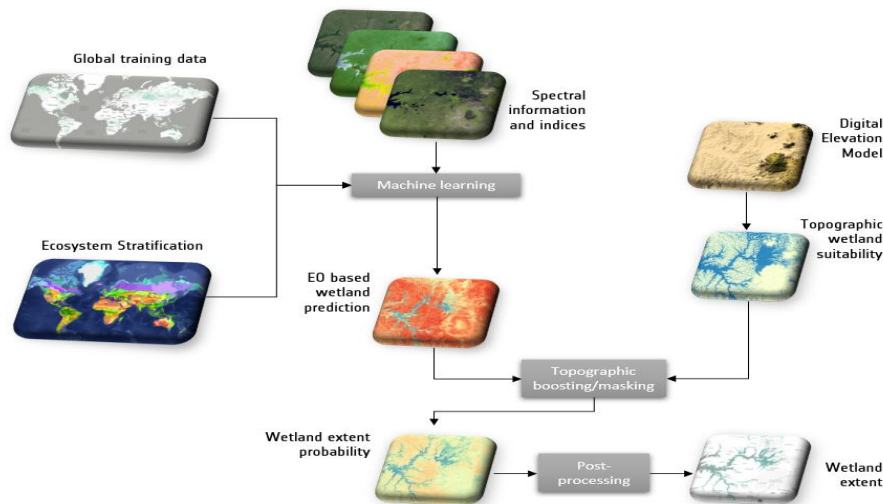 Global training data
Spectral
information
and indices
Digital
Elevation
Model
Machine learning
Ecosystem Stratification
Topographic
wetland
suitability
EO based
wetland
prediction
Topographic
boosting/masking
Wetland extent
probability
Post-
processing
Wetland
extent